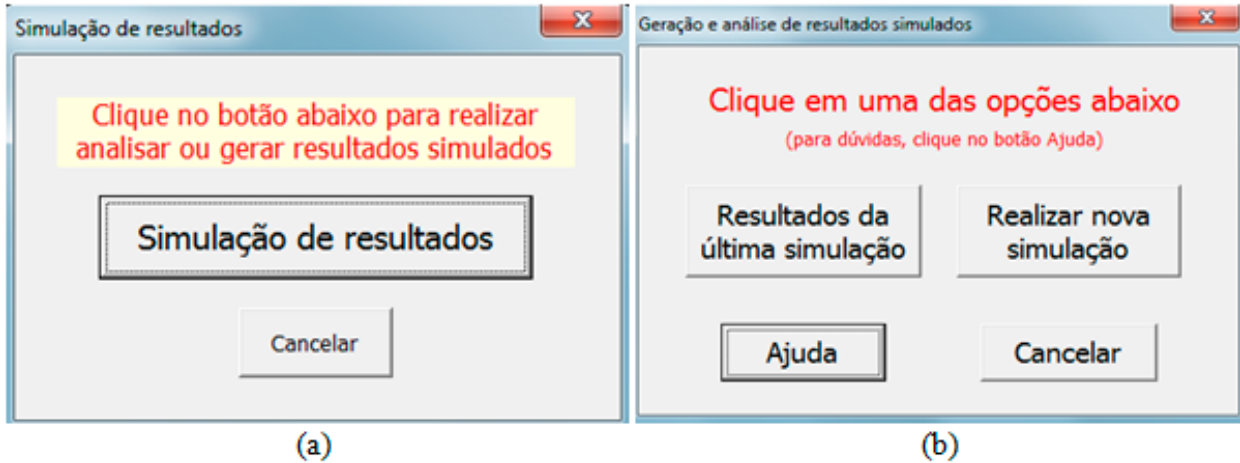 Simulação de resultados
Clique no botão abaixo para realizar
analisar ou gerar resultados simulados
Simulação de resultados
Cancelar
(a)
Geração e análise de resultados simulados
Clique em uma das opções abaixo
(para dúvidas, clique no botão Ajuda)
Resultados da
última simulação
Realizar nova
simulação
Ajuda
Cancelar
(b)